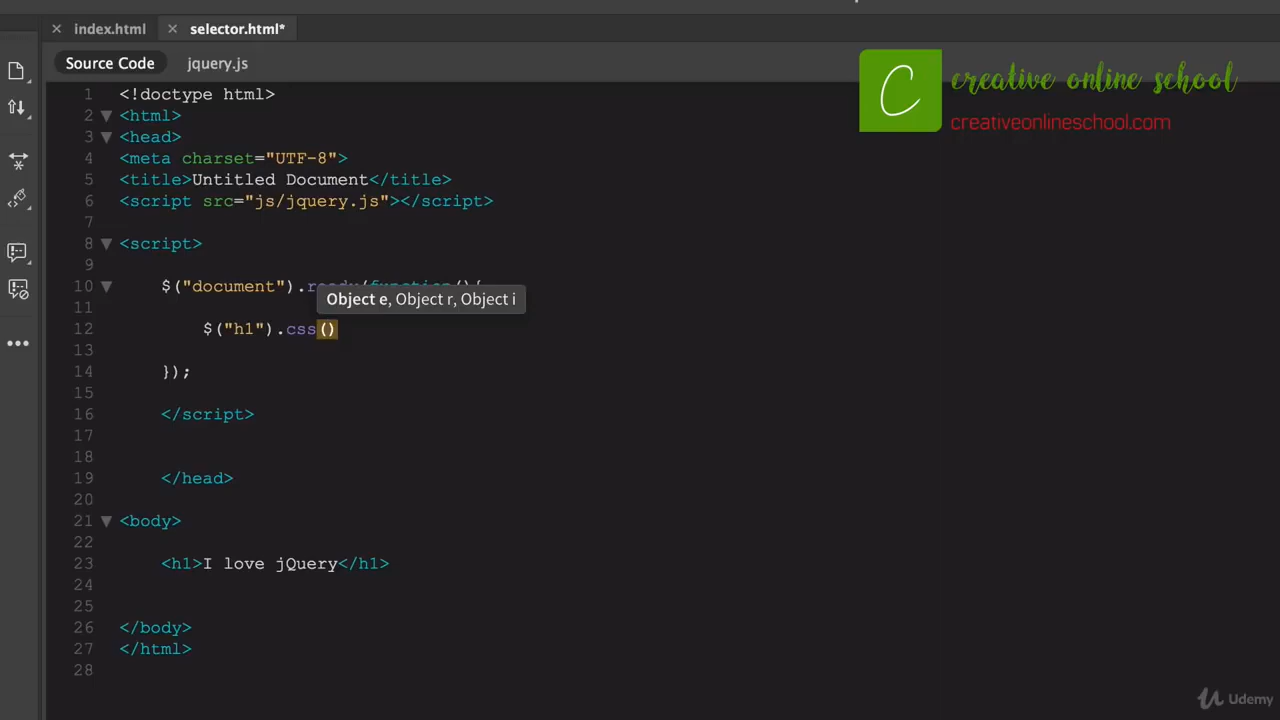 index.html
selector.html*
Source Code
jquery.js
C creative online school
creativeonlineschool.com
1 <!doctype html>
2 <html>
3 <head>
4 <meta charset="UTF-8">
5 <title>Untitled Document</title>
6 <script src="js/jquery.js"></script>
7
8 <script>
9
10 $("document").ready(function(){
Object e, Object r, Object i
11
12 $("h1").css()
13
14 });
15
16 </script>
17
18
19 </head>
20
21 <body>
22
23 <h1>I love jQuery</h1>
24
25
26 </body>
27 </html>
28
Udemy